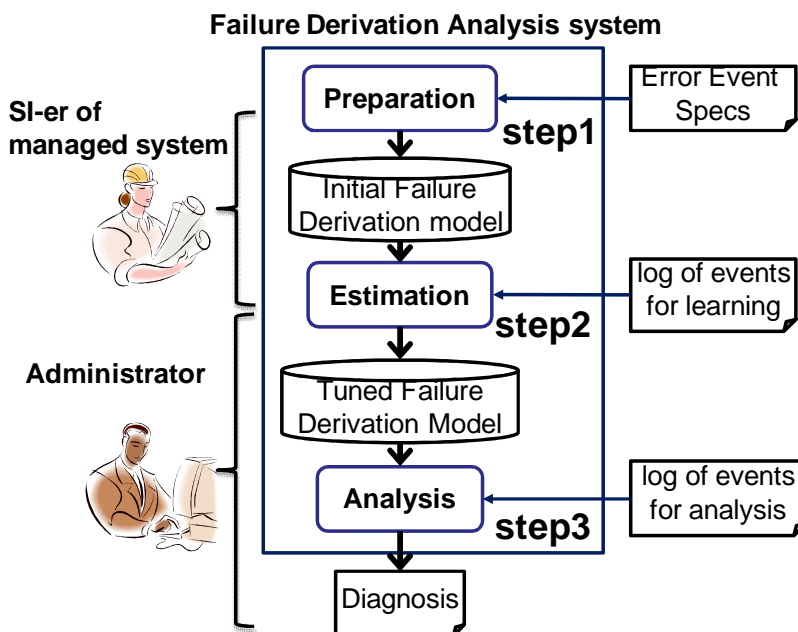 Failure Derivation Analysis system
SI-er of
managed system
Preparation
step1
Error Event
Specs
Initial Failure
Derivation model
Estimation
step2
log of events
for learning
Administrator
Tuned Failure
Derivation Model
Analysis
step3
log of events
for analysis
Diagnosis